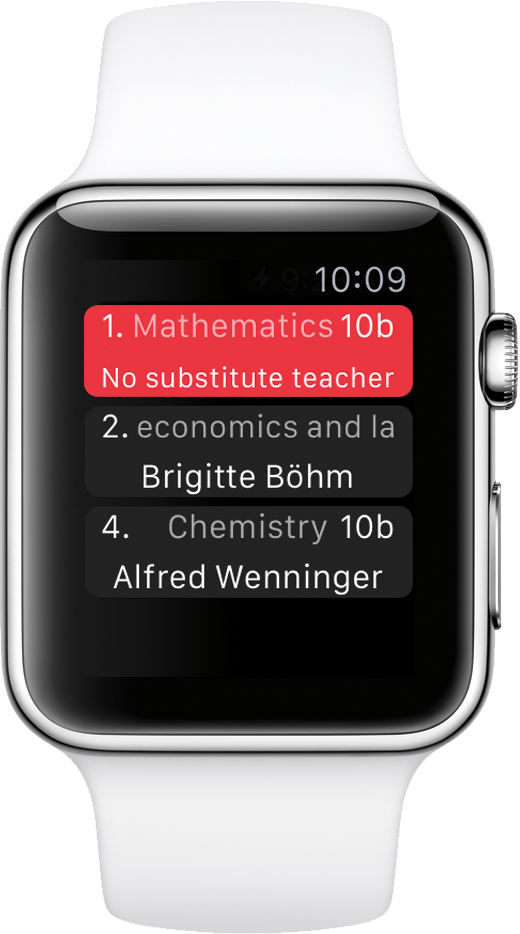 10:09
1. Mathematics 10b
No substitute teacher
2. economics and la
Brigitte Böhm
4. Chemistry 10b
Alfred Wenninger